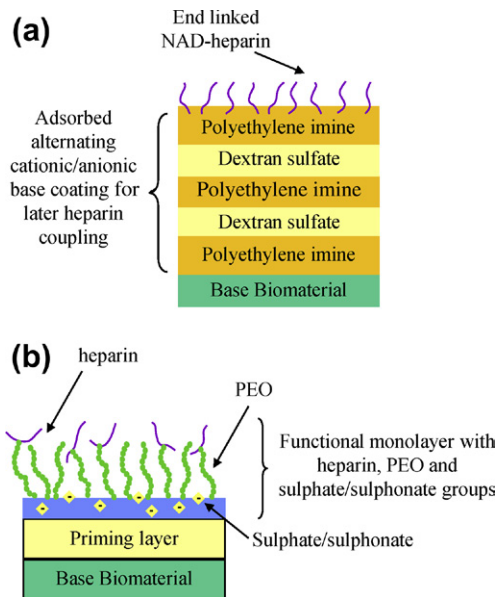 (a)
End linked
NAD-heparin
Adsorbed
alternating
cationic/anionic
base coating for
later heparin
coupling
Polyethylene imine
Dextran sulfate
Polyethylene imine
Dextran sulfate
Polyethylene imine
Base Biomaterial
(b)
heparin
PEO
Functional monolayer with
heparin, PEO and
sulphate/sulphonate groups
Sulphate/sulphonate
Priming layer
Base Biomaterial